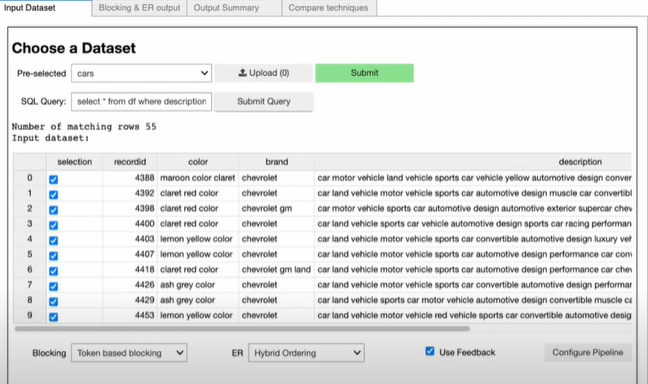 Input Dataset Blocking & ER output Output Summary Compare techniques
Choose a Dataset
Pre-selected cars Upload (0) Submit
SQL Query: select * from df where description Submit Query
Number of matching rows 55
Input dataset:
selection recordid color brand description
0 4388 maroon color claret chevrolet car motor vehicle land vehicle sports car vehicle yellow automotive design conver
1 4392 claret red color chevrolet car land vehicle motor vehicle sports car automotive design muscle car convertibl
2 4398 claret red color chevrolet gm car motor vehicle sports car automotive design automotive exterior supercar chev
3 4400 claret red color chevrolet car land vehicle sports car vehicle automotive design sports car racing performan
4 4403 lemon yellow color chevrolet car land vehicle motor vehicle sports car convertible automotive design luxury veh
5 4407 lemon yellow color chevrolet car land vehicle motor vehicle sports car automotive design performance car con
6 4418 claret red color chevrolet gm land car land vehicle motor vehicle sports car automotive design performance car chev
7 4426 ash grey color chevrolet car land vehicle motor vehicle sports car convertible automotive design performar
8 4429 ash grey color chevrolet car land vehicle sports car motor vehicle automotive design convertible muscle ca
9 4453 lemon yellow color chevrolet car land vehicle motor vehicle red vehicle sports car convertible automotive desig
Blocking Token based blocking ER Hybrid Ordering Use Feedback Configure Pipeline